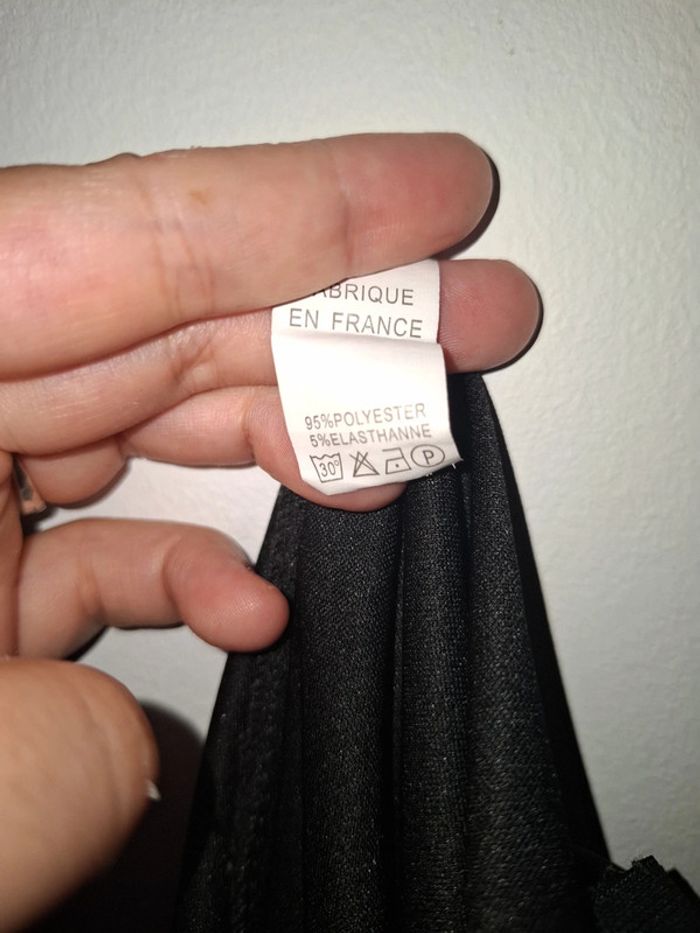 ABRIQUE
EN FRANCE
95%POLYESTER
5%ELASTHANNE
30° P